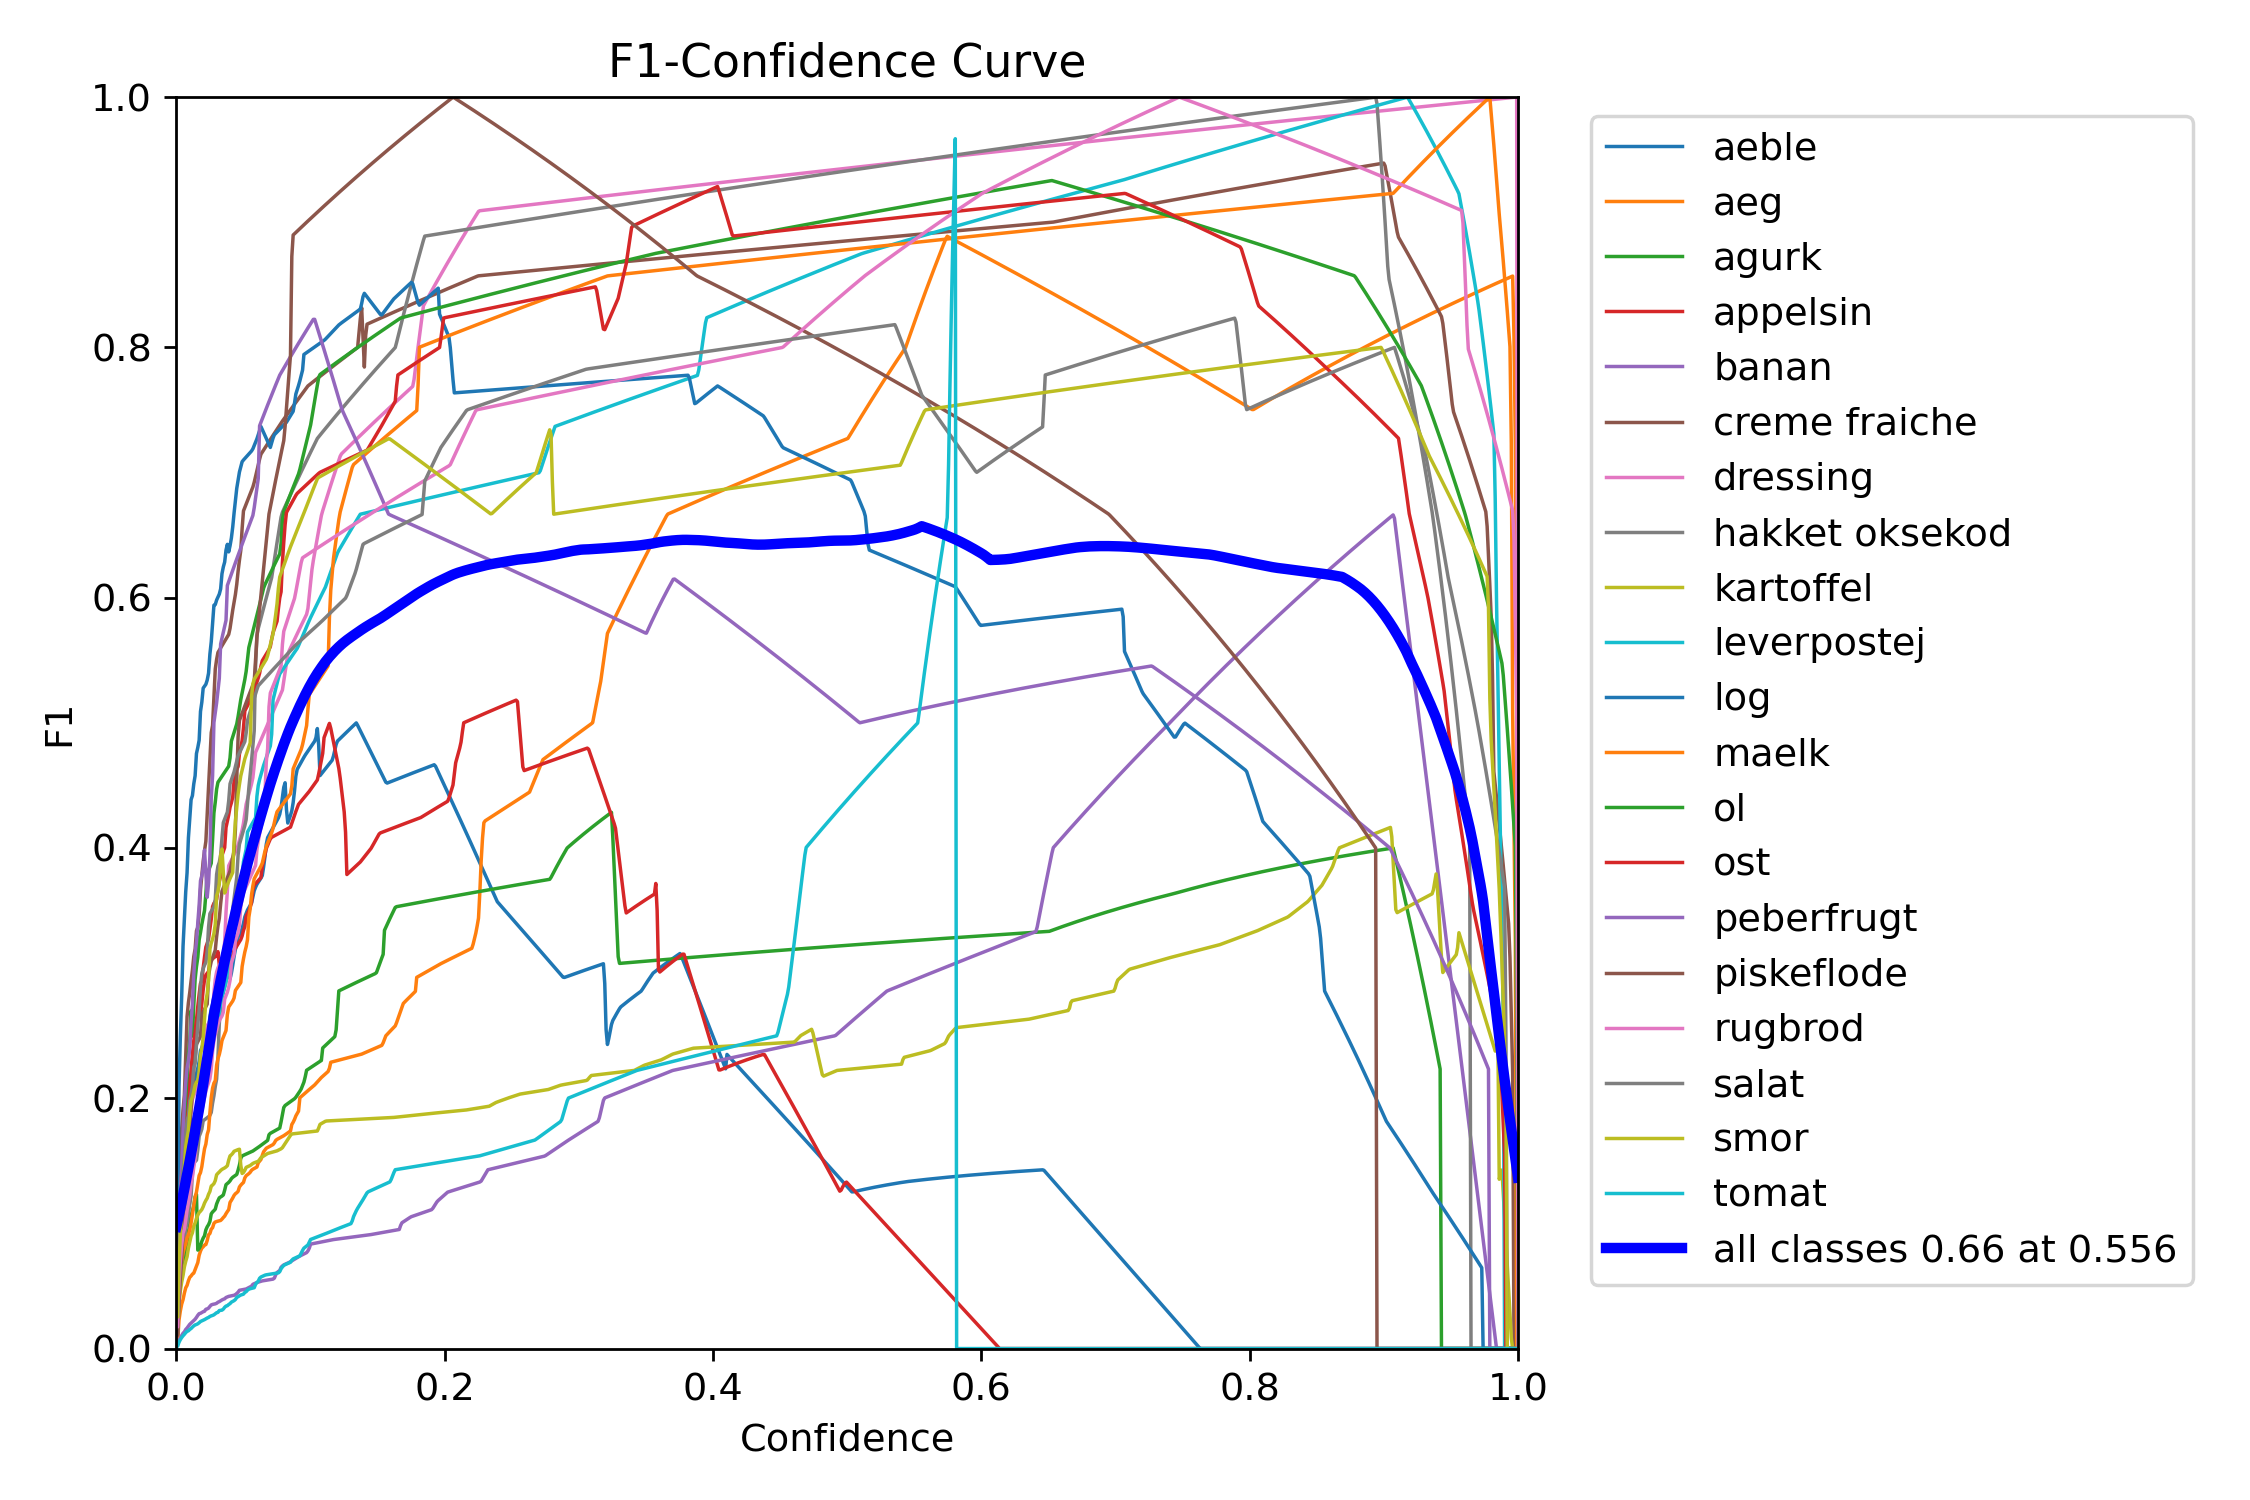 F1-Confidence Curve
1.0
0.8
0.6
0.4
0.2
0.0
F1
0.0 0.2 0.4 0.6 0.8 1.0
Confidence
aeble
aeg
agurk
appelsin
banan
creme fraiche
dressing
hakket oksekod
kartoffel
leverpostej
log
maelk
ol
ost
peberfrugt
piskeflode
rugbrod
salat
smor
tomat
all classes 0.66 at 0.556